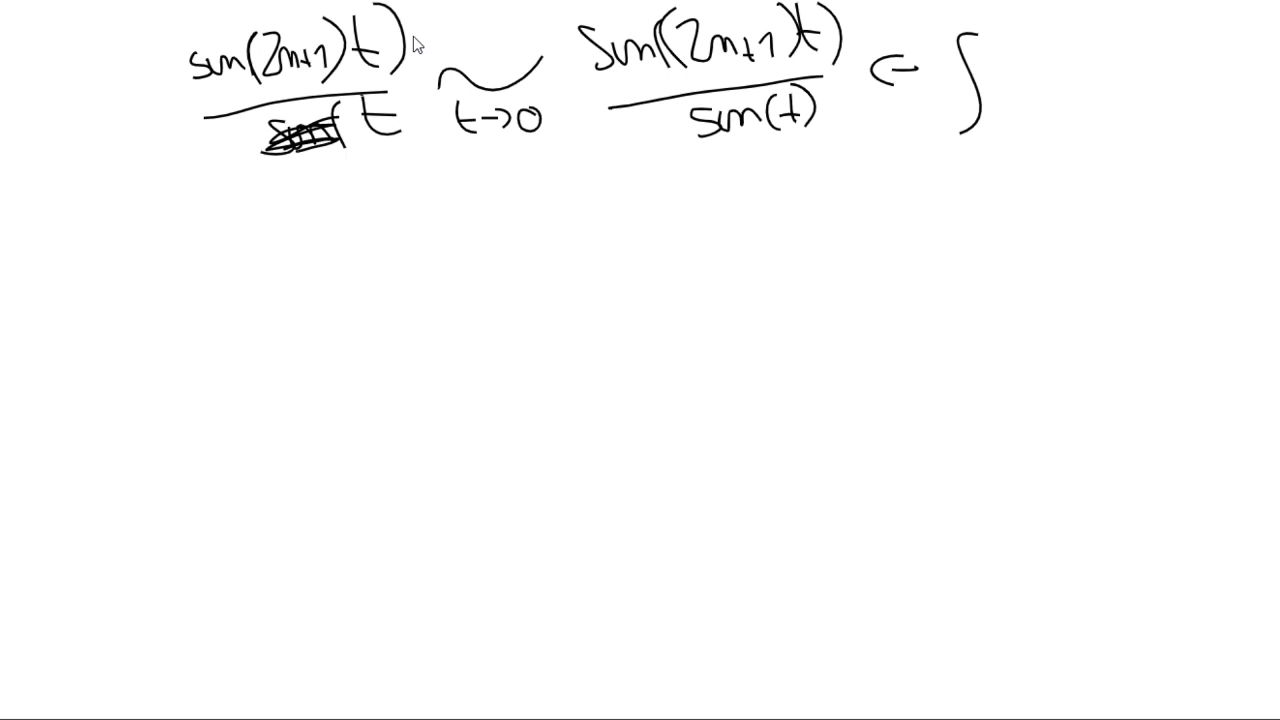 sin(2n+1)t) / t ~ t→0 sin((2n+1)t) / sin(t) ⊂= ∫